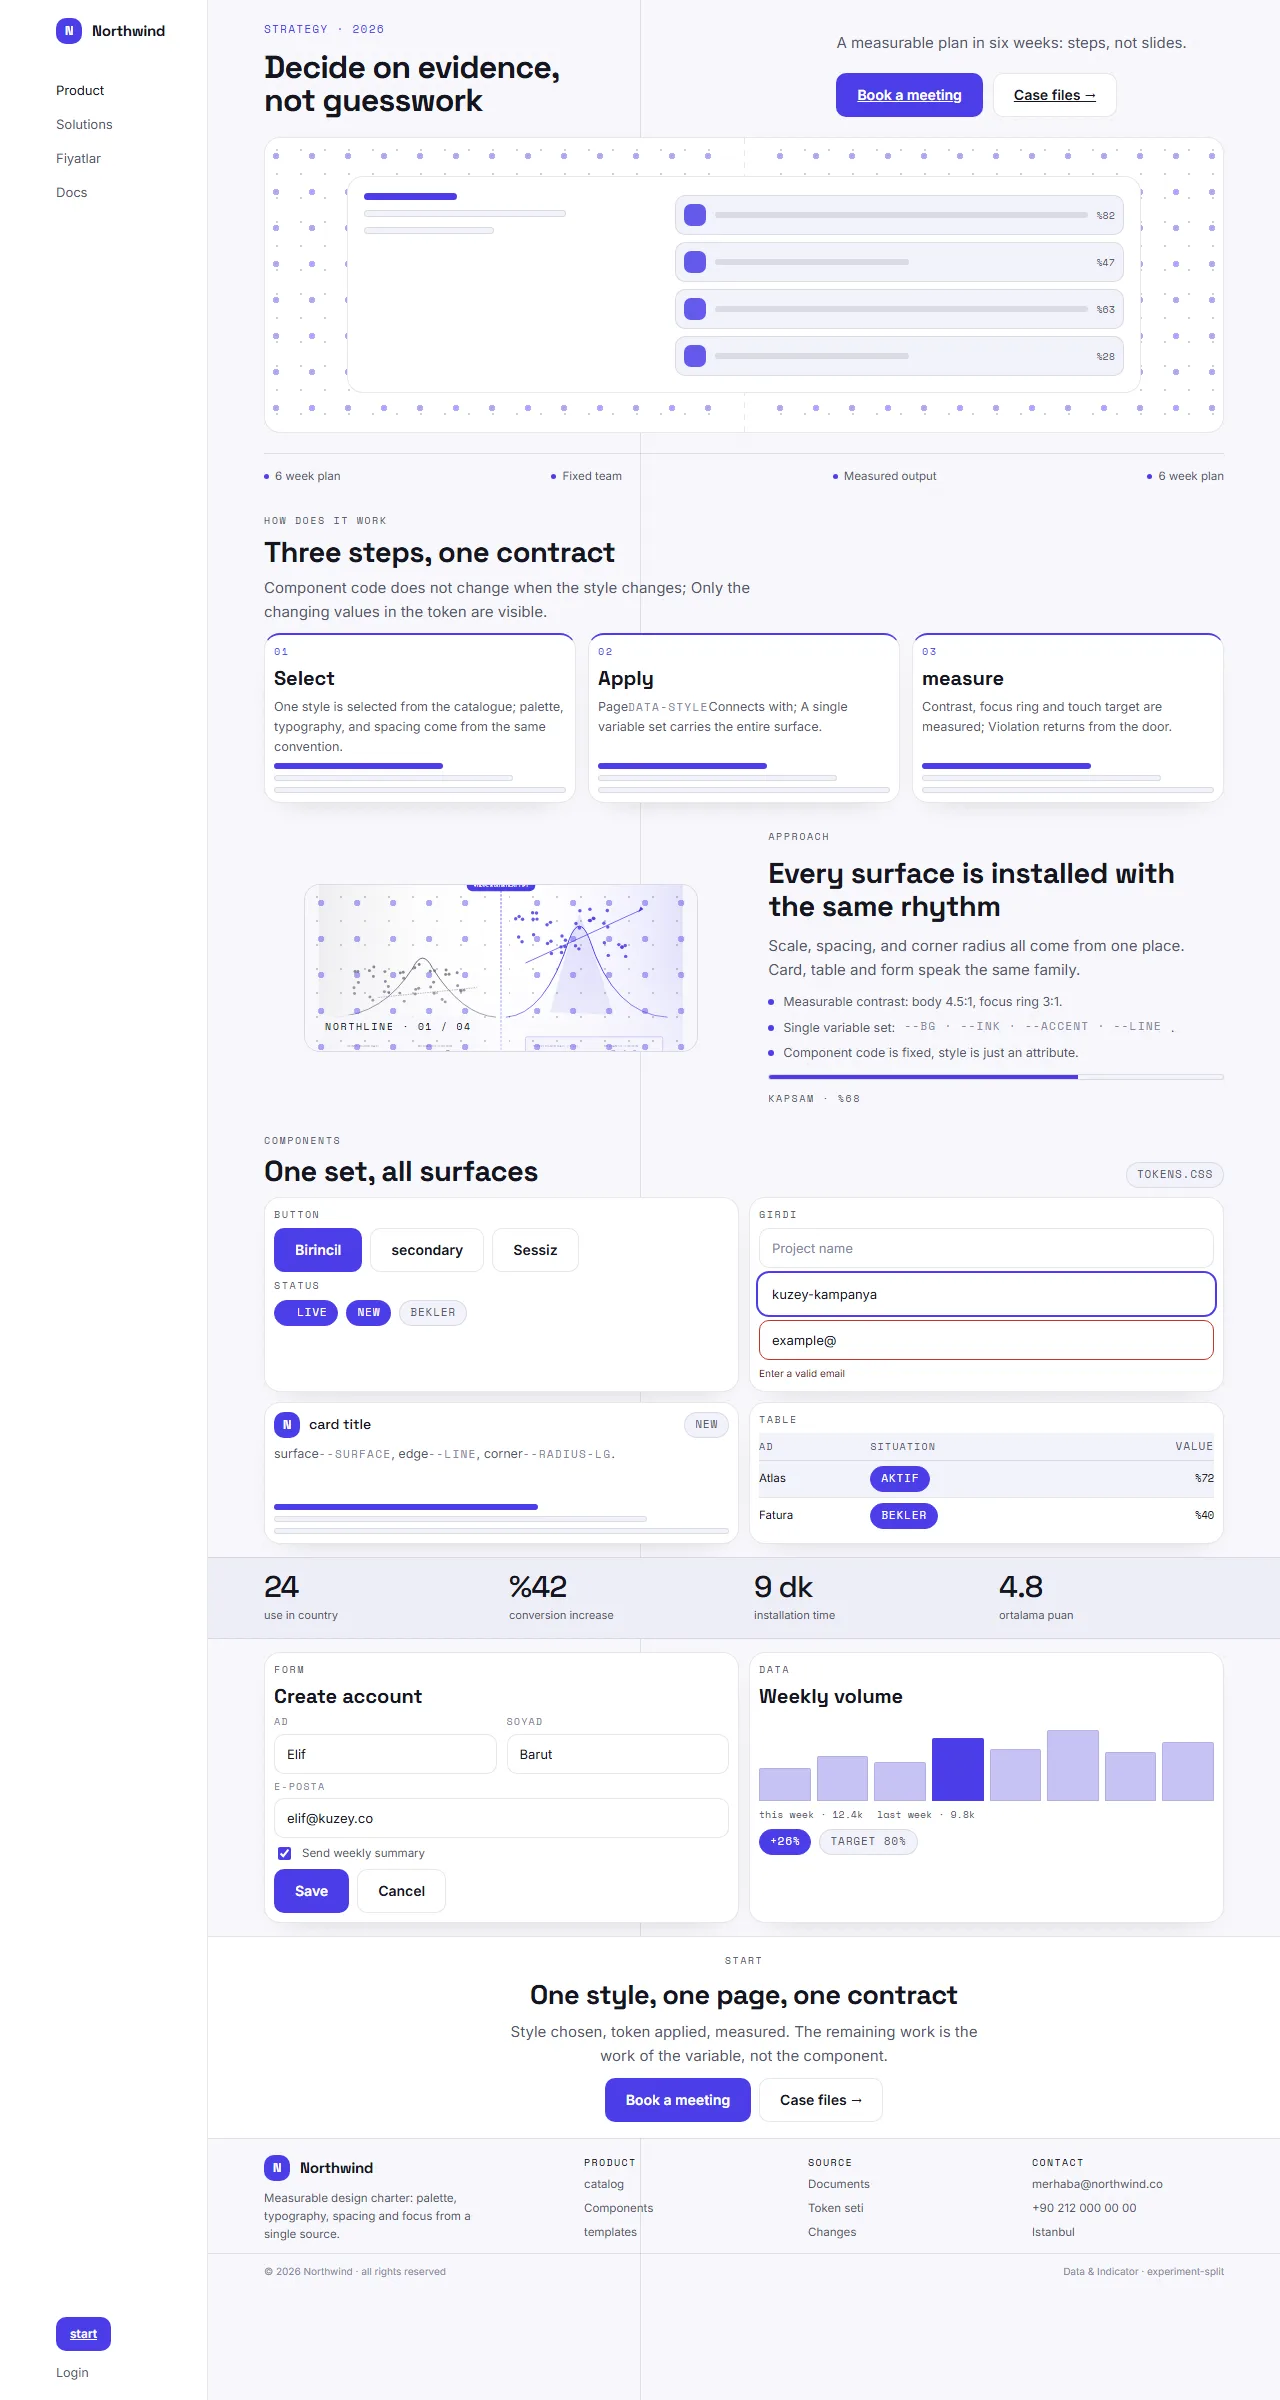 N Northwind
Product
Solutions
Fiyatlar
Docs
STRATEGY · 2026
Decide on evidence,
not guesswork
A measurable plan in six weeks: steps, not slides.
Book a meeting
Case files →
%82
%47
%63
%28
6 week plan
Fixed team
Measured output
6 week plan
HOW DOES IT WORK
Three steps, one contract
Component code does not change when the style changes; Only the
changing values in the token are visible.
01
Select
One style is selected from the catalogue; palette,
typography, and spacing come from the same
convention.
02
Apply
PageDATA-STYLEConnects with; A single
variable set carries the entire surface.
03
measure
Contrast, focus ring and touch target are
measured; Violation returns from the door.
NORTHLINE · 01 / 04
APPROACH
Every surface is installed with
the same rhythm
Scale, spacing, and corner radius all come from one place.
Card, table and form speak the same family.
Measurable contrast: body 4.5:1, focus ring 3:1.
Single variable set: --BG · --INK · --ACCENT · --LINE .
Component code is fixed, style is just an attribute.
KAPSAM · %68
COMPONENTS
One set, all surfaces
TOKENS.CSS
BUTTON
Birincil
secondary
Sessiz
STATUS
LIVE
NEW
BEKLER
GIRDI
Project name
kuzey-kampanya
example@
Enter a valid email
N card title
NEW
surface--SURFACE, edge--LINE, corner--RADIUS-LG.
TABLE
AD SITUATION VALUE
Atlas AKTIF %72
Fatura BEKLER %40
24
use in country
%42
conversion increase
9 dk
installation time
4.8
ortalama puan
FORM
Create account
AD
Elif
SOYAD
Barut
E-POSTA
elif@kuzey.co
Send weekly summary
Save
Cancel
DATA
Weekly volume
this week · 12.4k last week · 9.8k
+26%
TARGET 80%
START
One style, one page, one contract
Style chosen, token applied, measured. The remaining work is the
work of the variable, not the component.
Book a meeting
Case files →
N Northwind
Measurable design charter: palette,
typography, spacing and focus from a
single source.
PRODUCT
catalog
Components
templates
SOURCE
Documents
Token seti
Changes
CONTACT
merhaba@northwind.co
+90 212 000 00 00
Istanbul
© 2026 Northwind · all rights reserved
Data & Indicator · experiment-split
start
Login